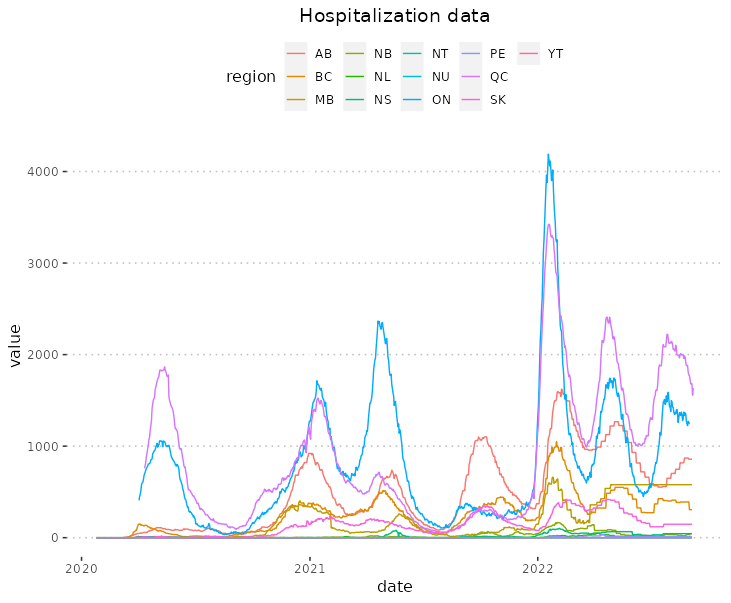 Hospitalization data
region
AB NB NT PE YT
BC NL NU QC
MB NS ON SK
4000
3000
2000
1000
0
value
2020 2021 2022
date